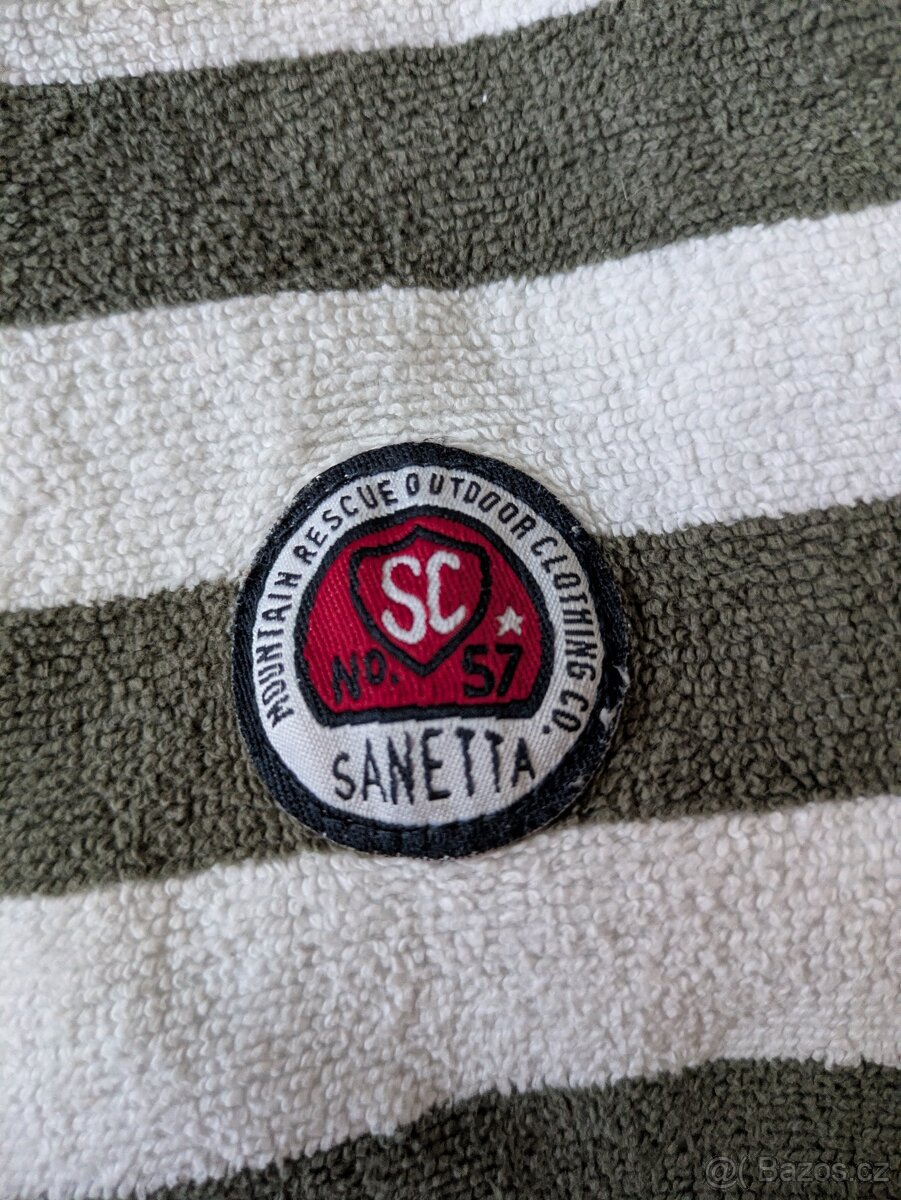 MOUNTAIN RESCUE OUTDOOR CLOTHING CO.
SC
NO. 57
SANETTA
@( Bazos.cz